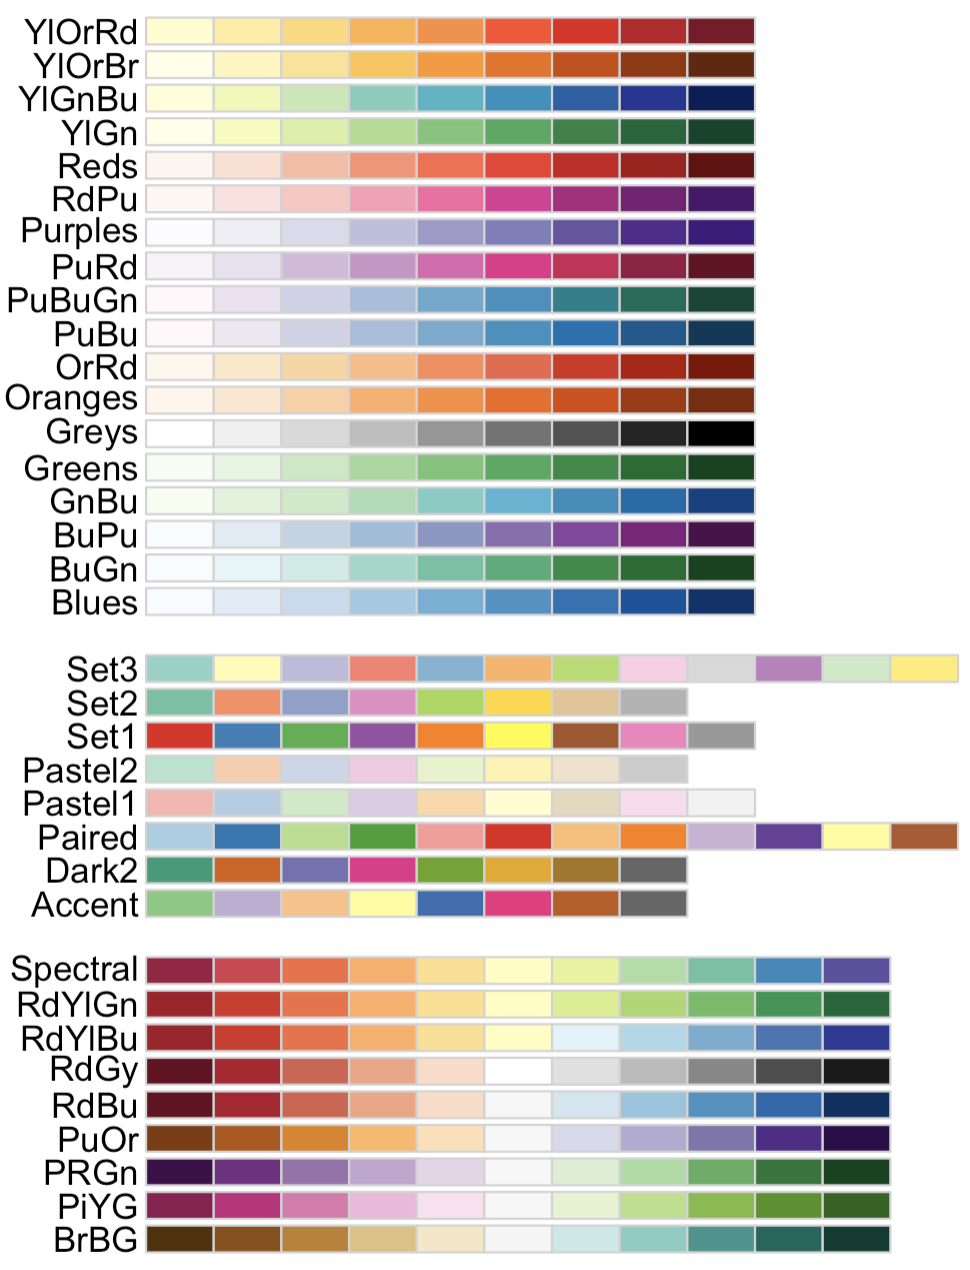 YlOrRd
YlOrBr
YlGnBu
YlGn
Reds
RdPu
Purples
PuRd
PuBuGn
PuBu
OrRd
Oranges
Greys
Greens
GnBu
BuPu
BuGn
Blues
Set3
Set2
Set1
Pastel2
Pastel1
Paired
Dark2
Accent
Spectral
RdYlGn
RdYlBu
RdGy
RdBu
PuOr
PRGn
PiYG
BrBG